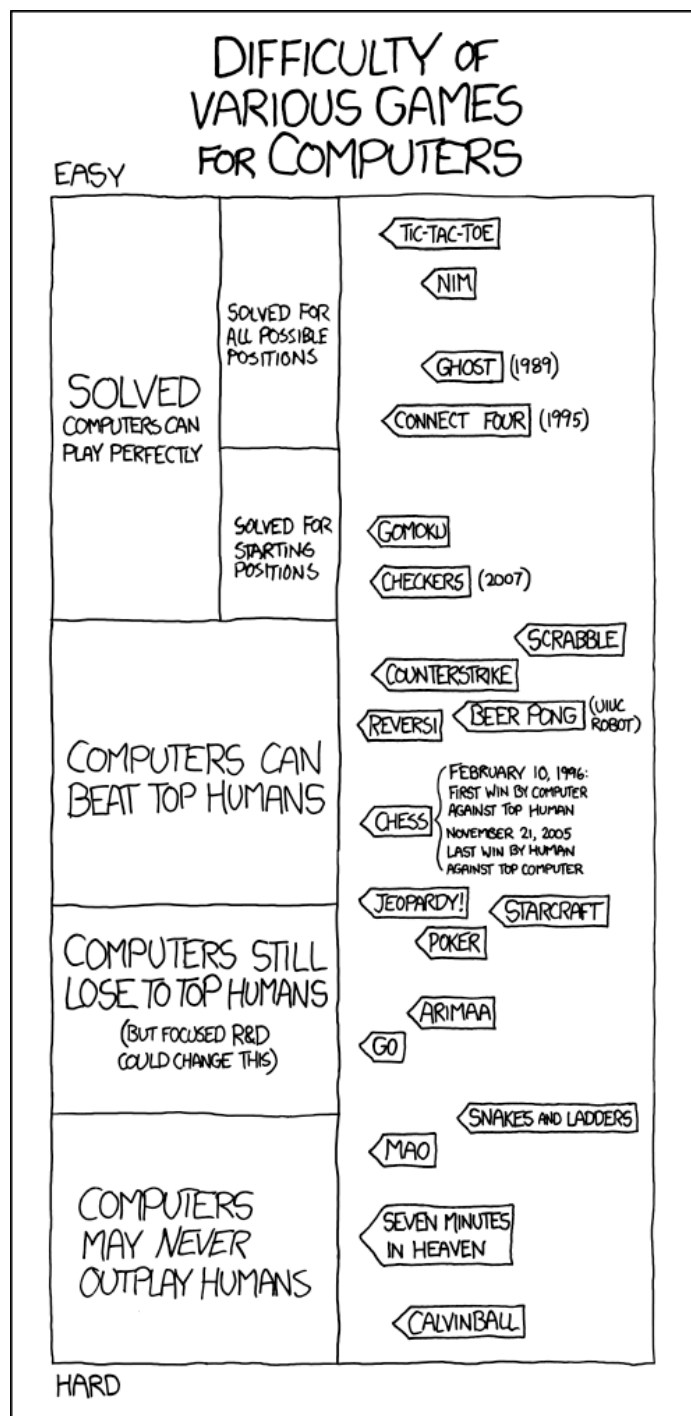 DIFFICULTY OF
VARIOUS GAMES
FOR COMPUTERS
EASY
SOLVED
COMPUTERS CAN
PLAY PERFECTLY
SOLVED FOR
ALL POSSIBLE
POSITIONS
TIC-TAC-TOE
NIM
GHOST (1989)
CONNECT FOUR (1995)
SOLVED FOR
STARTING
POSITIONS
GOMOKU
CHECKERS (2007)
COMPUTERS CAN
BEAT TOP HUMANS
SCRABBLE
COUNTERSTRIKE
REVERSI
BEER PONG (UIUC
ROBOT)
CHESS
FEBRUARY 10, 1996:
FIRST WIN BY COMPUTER
AGAINST TOP HUMAN
NOVEMBER 21, 2005
LAST WIN BY HUMAN
AGAINST TOP COMPUTER
COMPUTERS STILL
LOSE TO TOP HUMANS
(BUT FOCUSED R&D
COULD CHANGE THIS)
JEOPARDY!
STARCRAFT
POKER
ARIMAA
GO
COMPUTERS
MAY NEVER
OUTPLAY HUMANS
SNAKES AND LADDERS
MAO
SEVEN MINUTES
IN HEAVEN
CALVINBALL
HARD